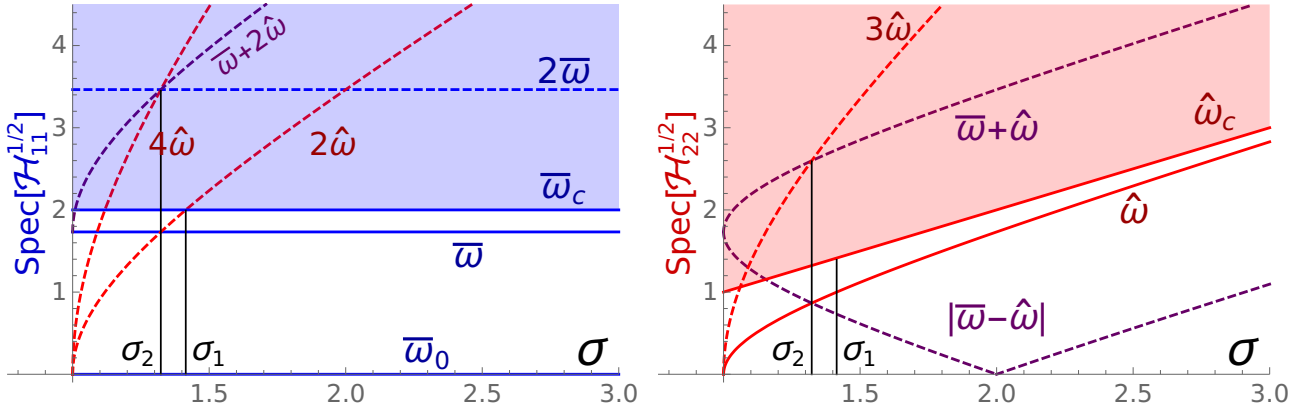 Spec[ℋ₁₁^{1/2}]
4
3
2
1
ω̅+2ω̂
2ω̅
4ω̂
2ω̂
ω̅_c
ω̅
σ₂
σ₁
ω̅₀
σ
1.5
2.0
2.5
3.0
Spec[ℋ₂₂^{1/2}]
4
3
2
1
3ω̂
ω̅+ω̂
ω̂_c
ω̂
|ω̅−ω̂|
σ₂
σ₁
σ
1.5
2.0
2.5
3.0